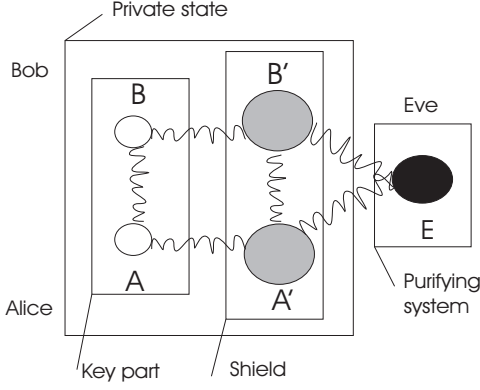 Private state
Bob
B
B′
Eve
E
A
A′
Alice
Purifying
system
Key part
Shield